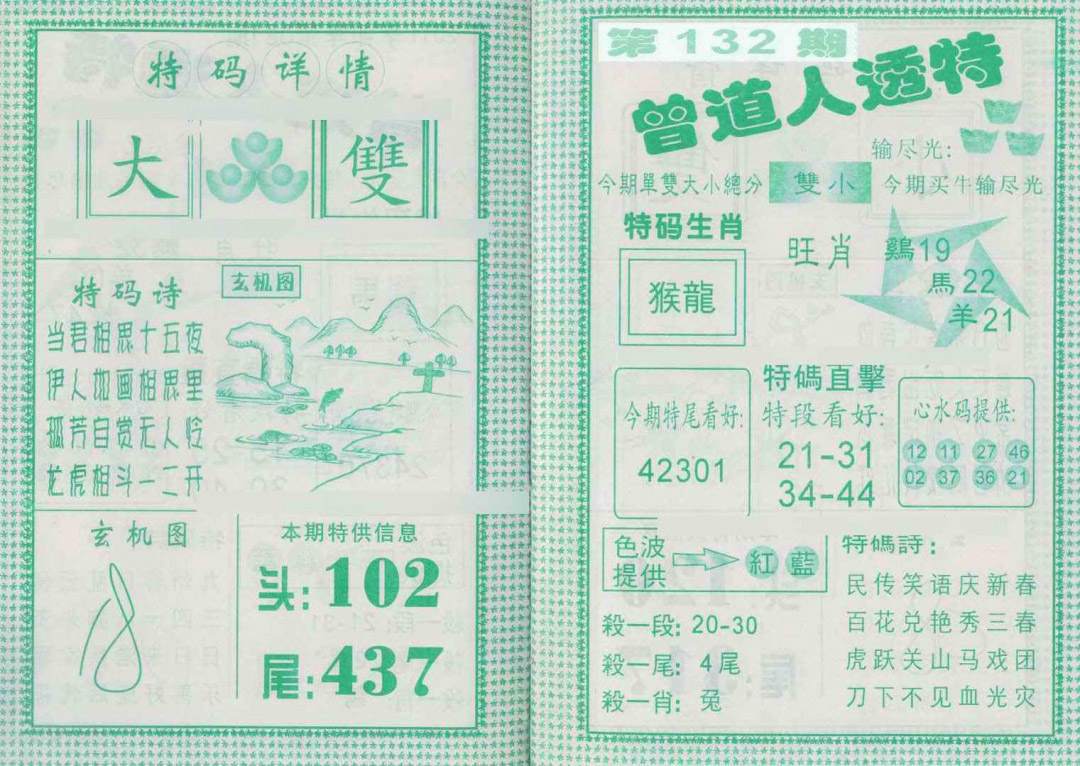 特码详情
大 雙
特码诗
当君相思十五夜
伊人如画相思里
孤芳自赏无人怜
龙虎相斗一二开
玄机图
玄机图
本期特供信息
头:102
尾:437
第132期
曾道人透特
输尽光:
今期單雙大小總分 雙小 今期买牛输尽光
特码生肖
猴龍
旺肖
鷄19
馬22
羊21
今期特尾看好:
42301
特碼直擊
特段看好:
21-31
34-44
心水码提供:
12 11 27 46
02 37 36 21
色波
提供
紅 藍
殺一段: 20-30
殺一尾: 4尾
殺一肖: 兔
特碼詩:
民传笑语庆新春
百花兑艳秀三春
虎跃关山马戏团
刀下不见血光灾